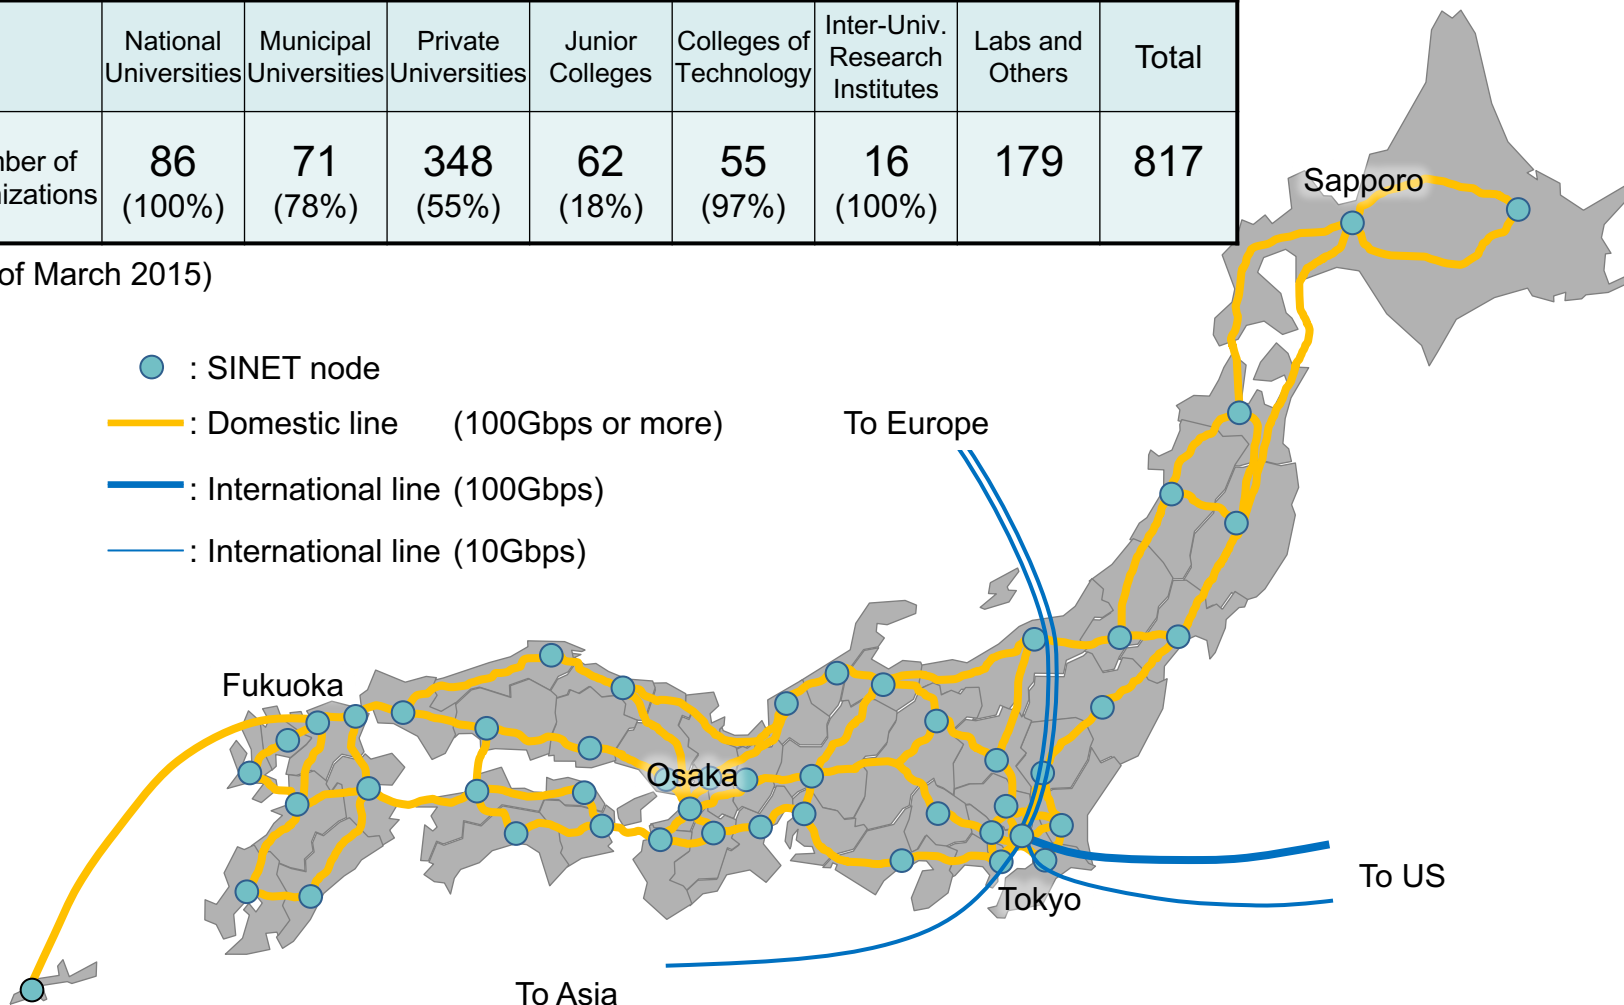 National Universities
Municipal Universities
Private Universities
Junior Colleges
Colleges of Technology
Inter-Univ. Research Institutes
Labs and Others
Total
86 (100%)
71 (78%)
348 (55%)
62 (18%)
55 (97%)
16 (100%)
179
817
of March 2015)
: SINET node
: Domestic line (100Gbps or more)
: International line (100Gbps)
: International line (10Gbps)
To Europe
Sapporo
Fukuoka
Osaka
Tokyo
To US
To Asia